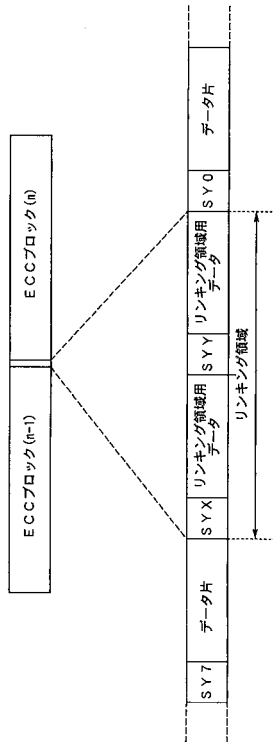 ECCブロック(n-1)
ECCブロック(n)
SY7
データ片
SYX
リンキング領域用
データ
SYY
リンキング領域用
データ
SY0
データ片
リンキング領域